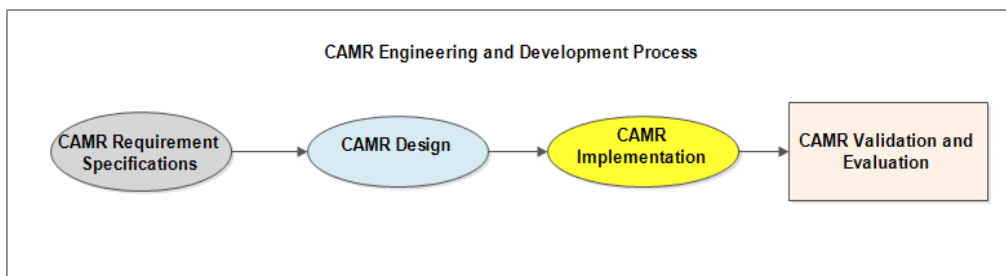 CAMR Engineering and Development Process
CAMR Requirement
Specifications
CAMR Design
CAMR
Implementation
CAMR Validation and
Evaluation